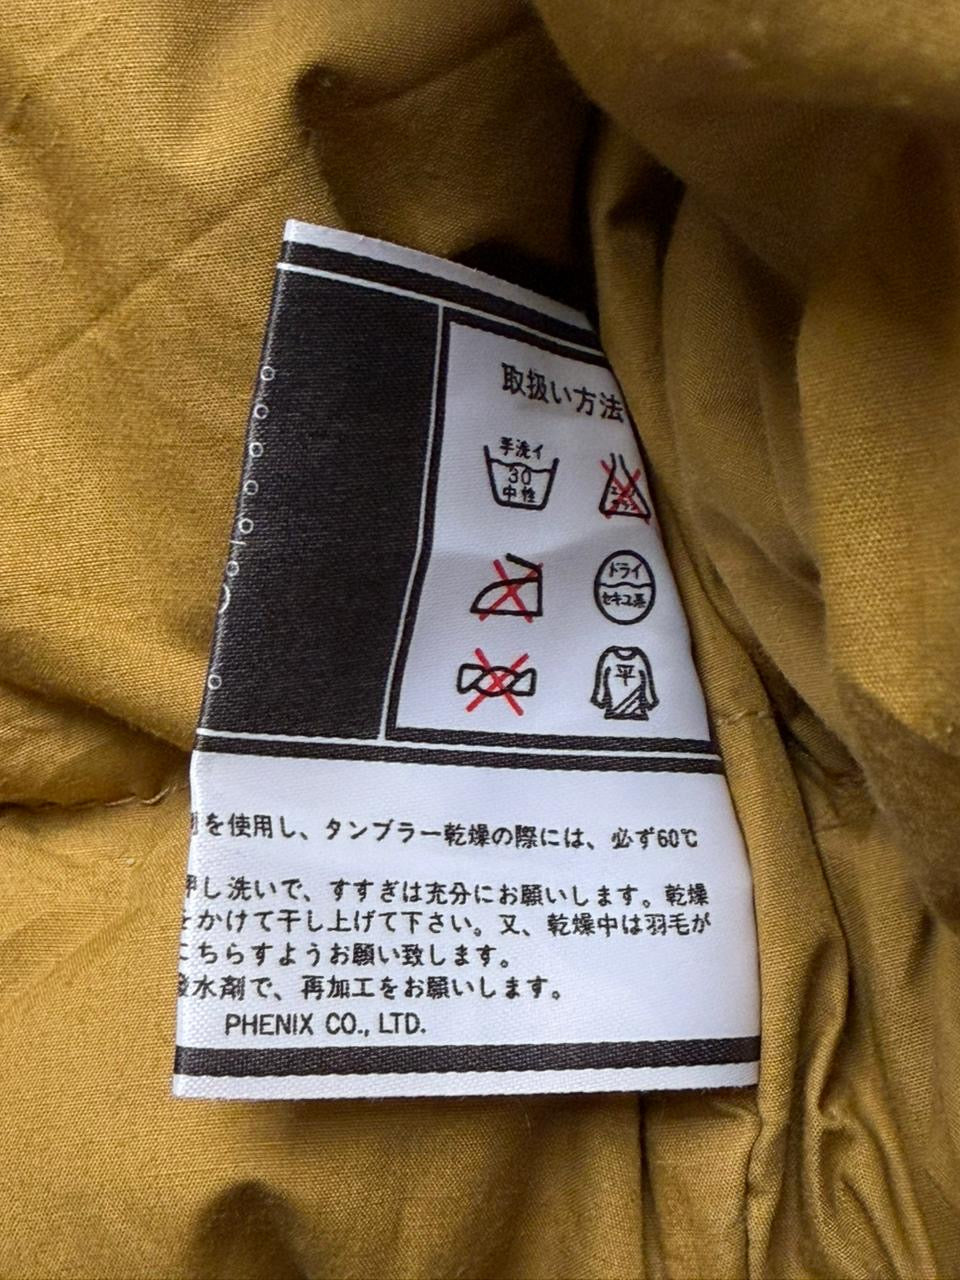 取扱い方法
手洗イ
30
中性
ドライ
セキユ系
平
を使用し、タンブラー乾燥の際には、必ず60℃
押し洗いで、すすぎは充分にお願いします。乾燥
をかけて干し上げて下さい。又、乾燥中は羽毛が
こちらすようお願い致します。
水剤で、再加工をお願いします。
PHENIX CO., LTD.